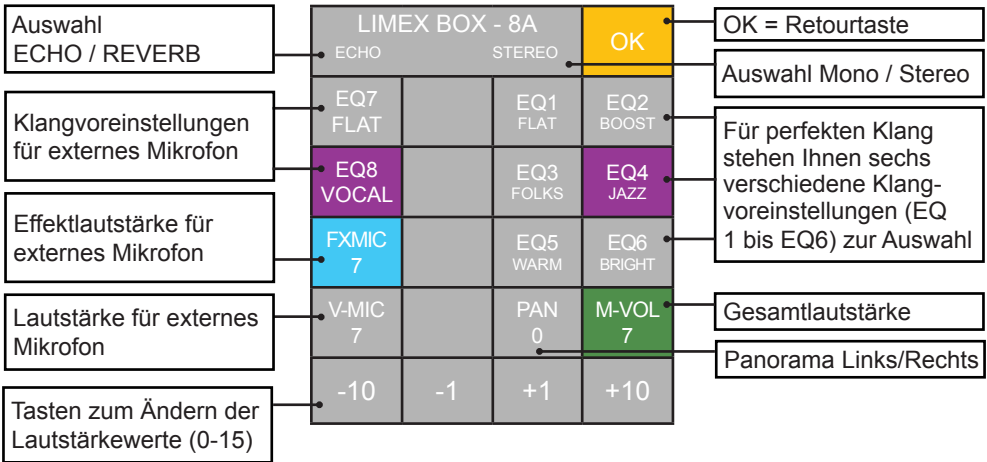 Auswahl
ECHO / REVERB
Klangvoreinstellungen
für externes Mikrofon
Effektlautstärke für
externes Mikrofon
Lautstärke für externes
Mikrofon
Tasten zum Ändern der
Lautstärkewerte (0-15)
LIMEX BOX - 8A
ECHO STEREO
OK
EQ7
FLAT
EQ1
FLAT
EQ2
BOOST
EQ8
VOCAL
EQ3
FOLKS
EQ4
JAZZ
FXMIC
7
EQ5
WARM
EQ6
BRIGHT
V-MIC
7
PAN
0
M-VOL
7
-10 -1 +1 +10
OK = Retourtaste
Auswahl Mono / Stereo
Für perfekten Klang
stehen Ihnen sechs
verschiedene Klang-
voreinstellungen (EQ
1 bis EQ6) zur Auswahl
Gesamtlautstärke
Panorama Links/Rechts